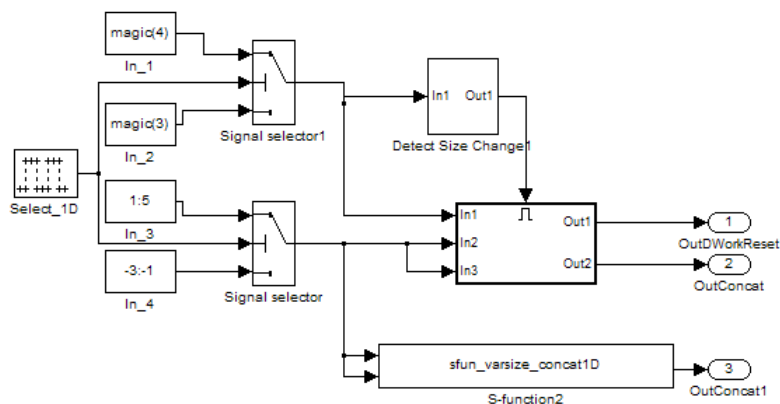 magic(4)
In_1
Signal selector1
In1
Out1
Detect Size Change1
magic(3)
In_2
Select_1D
1:5
In_3
-3:-1
In_4
Signal selector
In1
In2
In3
Out1
Out2
1
OutDWorkReset
2
OutConcat
sfun_varsize_concat1D
S-function2
3
OutConcat1